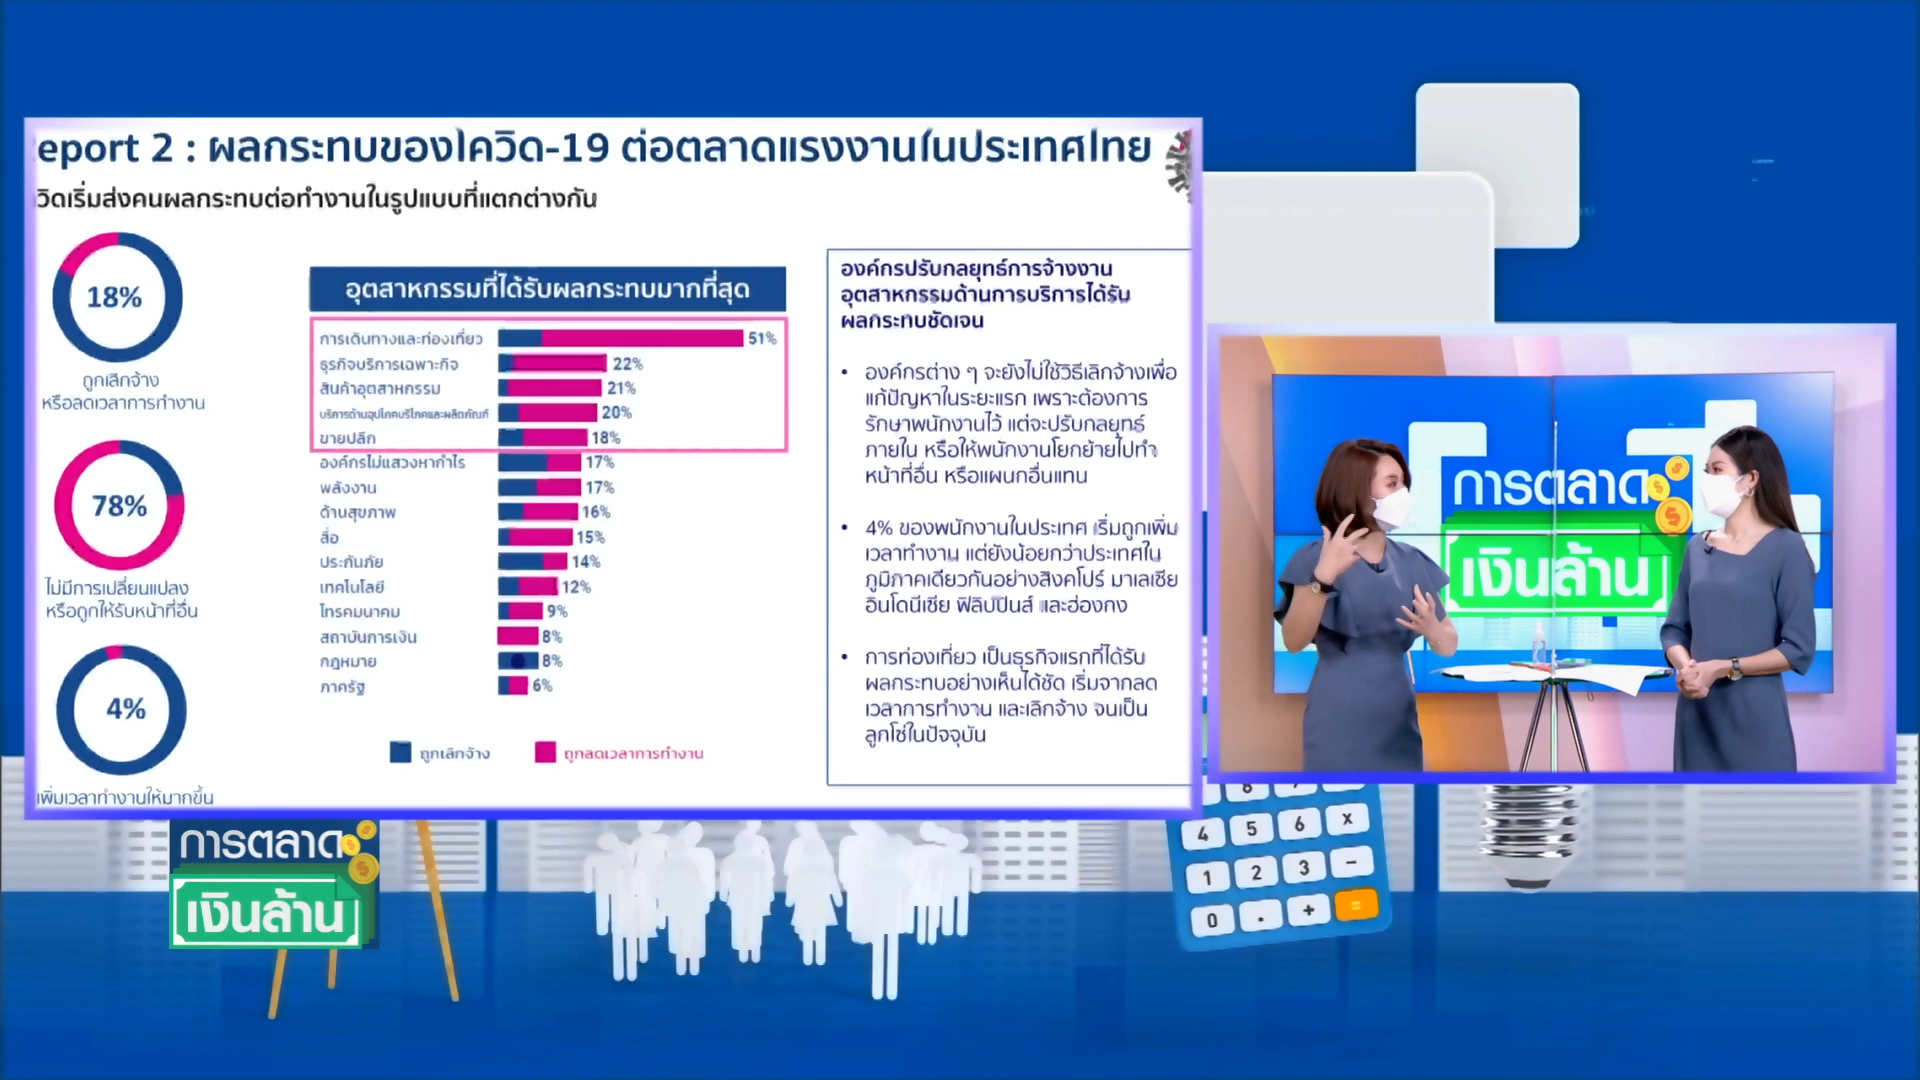 eport 2 : ผลกระทบของโควิด-19 ต่อตลาดแรงงานในประเทศไทย
วิดเริ่มส่งคนผลกระทบต่อทำงานในรูปแบบที่แตกต่างกัน
18%
ถูกเลิกจ้าง
หรือลดเวลาการทำงาน
78%
ไม่มีการเปลี่ยนแปลง
หรือถูกให้รับหน้าที่อื่น
4%
เพิ่มเวลาทำงานให้มากขึ้น
อุตสาหกรรมที่ได้รับผลกระทบมากที่สุด
การเดินทางและท่องเที่ยว 51%
ธุรกิจบริการเฉพาะกิจ 22%
สินค้าอุตสาหกรรม 21%
บริการด้านอุปโภคบริโภคและผลิตภัณฑ์ 20%
ขายปลีก 18%
องค์กรไม่แสวงหากำไร 17%
พลังงาน 17%
ด้านสุขภาพ 16%
สื่อ 15%
ประกันภัย 14%
เทคโนโลยี 12%
โทรคมนาคม 9%
สถาบันการเงิน 8%
กฎหมาย 8%
ภาครัฐ 6%
ถูกเลิกจ้าง ถูกลดเวลาการทำงาน
องค์กรปรับกลยุทธ์การจ้างงาน
อุตสาหกรรมด้านการบริการได้รับ
ผลกระทบชัดเจน
• องค์กรต่าง ๆ จะยังไม่ใช้วิธีเลิกจ้างเพื่อ
แก้ปัญหาในระยะแรก เพราะต้องการ
รักษาพนักงานไว้ แต่จะปรับกลยุทธ์
ภายใน หรือให้พนักงานโยกย้ายไปทำ
หน้าที่อื่น หรือแผนกอื่นแทน
• 4% ของพนักงานในประเทศ เริ่มถูกเพิ่ม
เวลาทำงาน แต่ยังน้อยกว่าประเทศใน
ภูมิภาคเดียวกันอย่างสิงคโปร์ มาเลเซีย
อินโดนีเซีย ฟิลิปปินส์ และฮ่องกง
• การท่องเที่ยว เป็นธุรกิจแรกที่ได้รับ
ผลกระทบอย่างเห็นได้ชัด เริ่มจากลด
เวลาการทำงาน และเลิกจ้าง จนเป็น
ลูกโซ่ในปัจจุบัน
การตลาด
เงินล้าน
การตลาด
เงินล้าน
4 5 6 x
1 2 3 −
0 . + =